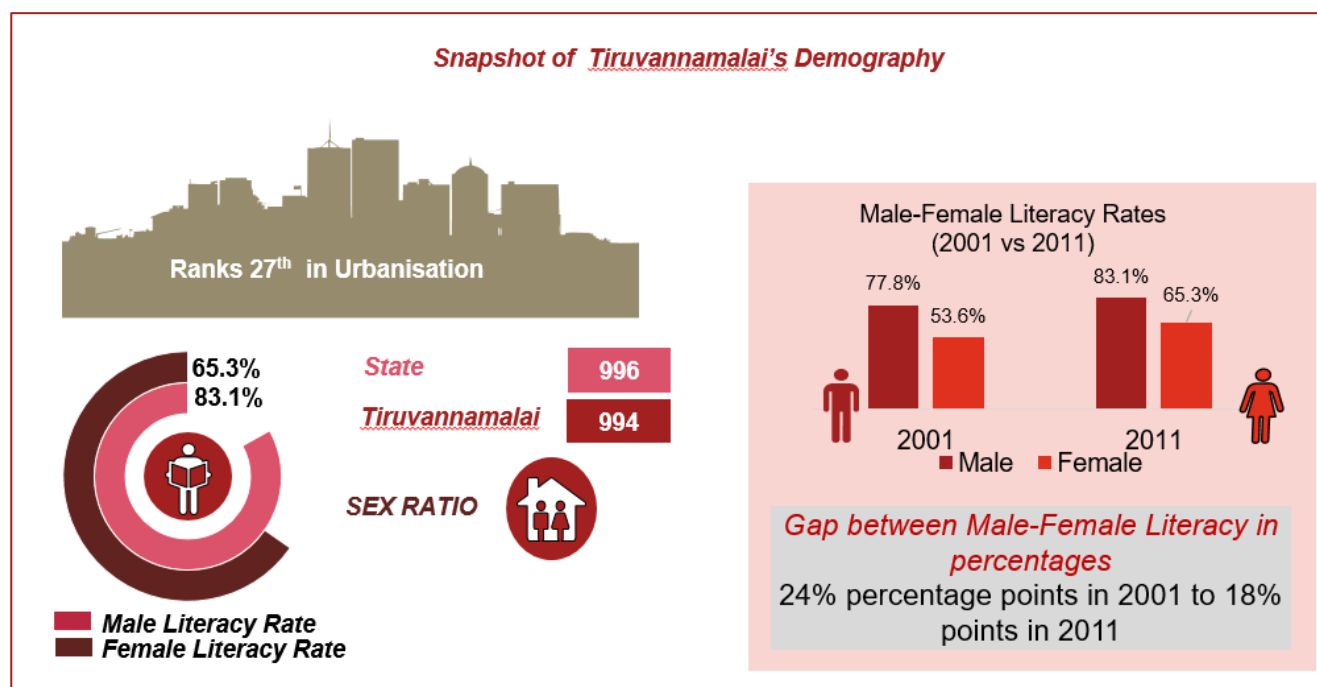 Snapshot of Tiruvannamalai's Demography
Ranks 27th in Urbanisation
65.3%
83.1%
Male Literacy Rate
Female Literacy Rate
State
996
Tiruvannamalai
994
SEX RATIO
Male-Female Literacy Rates
(2001 vs 2011)
77.8%
53.6%
83.1%
65.3%
2001
2011
Male
Female
Gap between Male-Female Literacy in
percentages
24% percentage points in 2001 to 18%
points in 2011